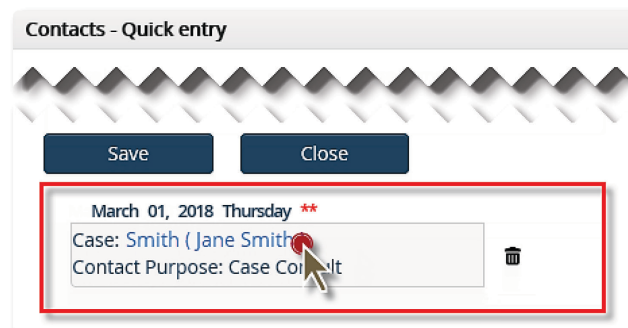 Contacts - Quick entry
Save
Close
March 01, 2018 Thursday **
Case: Smith ( Jane Smith
Contact Purpose: Case